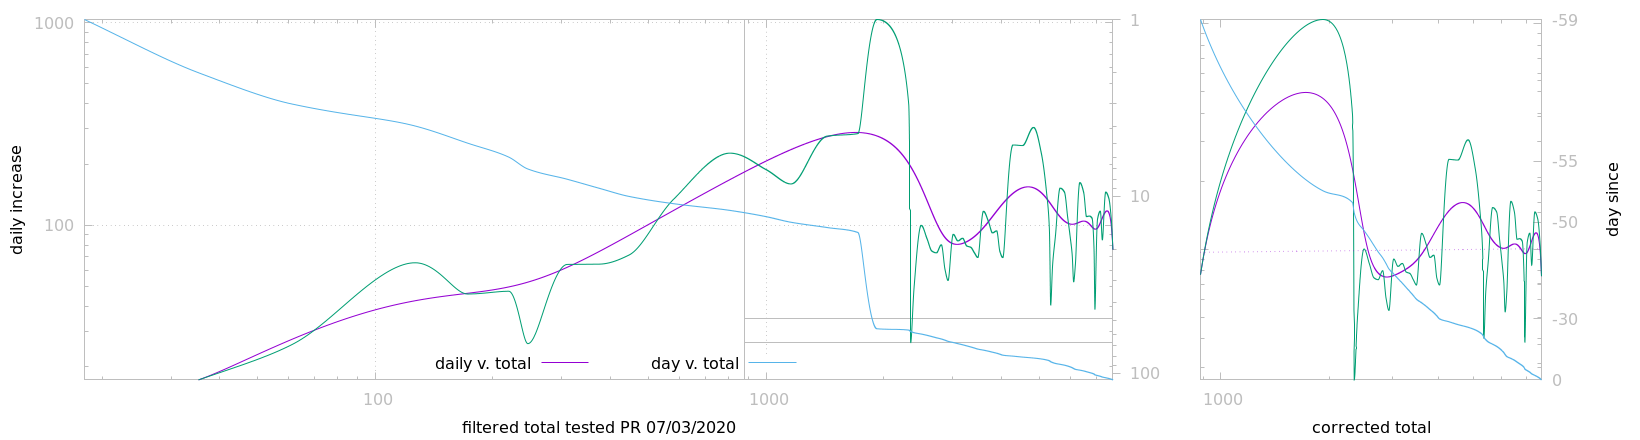 1000
1
-59
daily increase
-55
day since
10
-50
100
-30
daily v. total
day v. total
100
0
100
1000
1000
filtered total tested PR 07/03/2020
corrected total